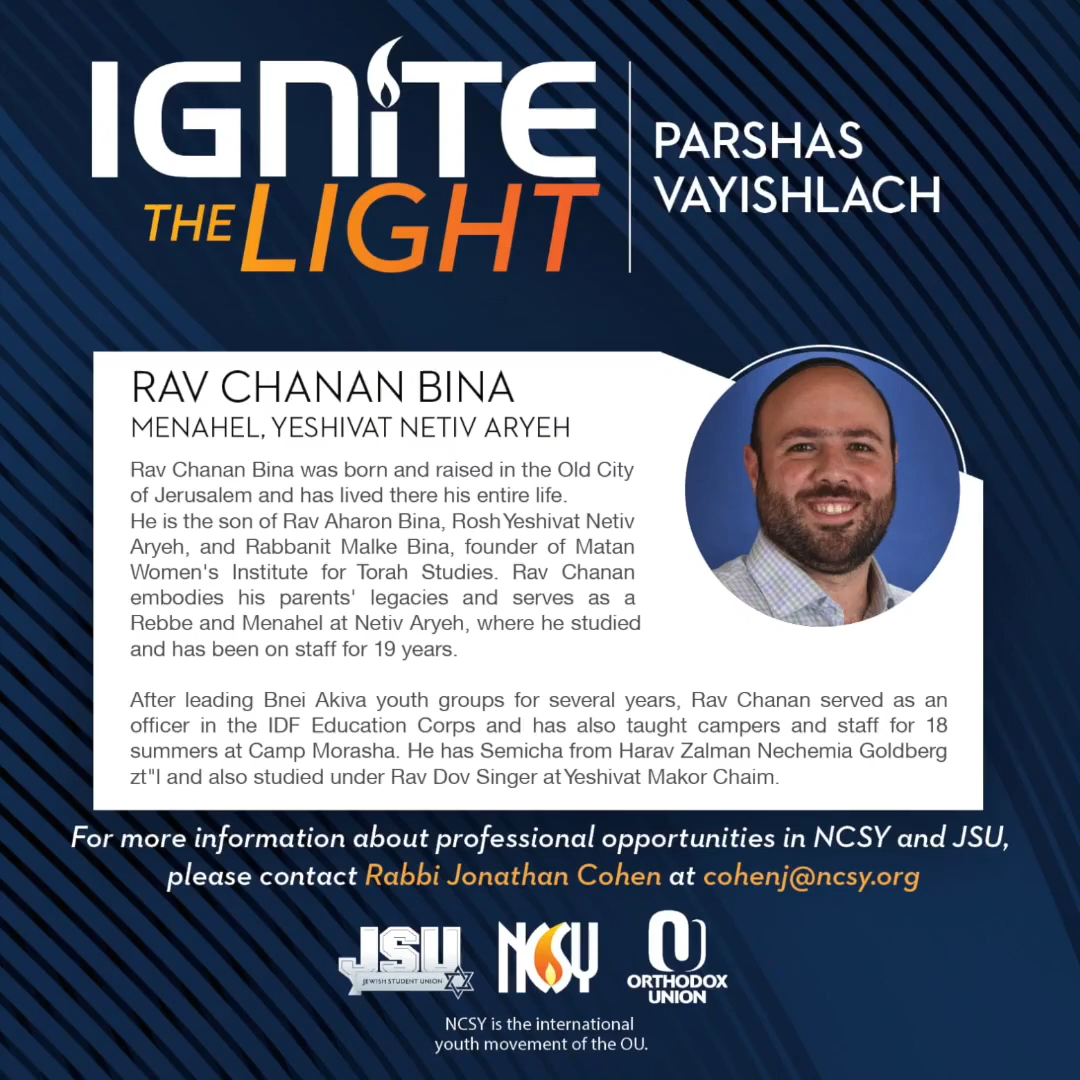 IGNITE
THE LIGHT
PARSHAS
VAYISHLACH
RAV CHANAN BINA
MENAHEL, YESHIVAT NETIV ARYEH
Rav Chanan Bina was born and raised in the Old City
of Jerusalem and has lived there his entire life.
He is the son of Rav Aharon Bina, Rosh Yeshivat Netiv
Aryeh, and Rabbanit Malke Bina, founder of Matan
Women's Institute for Torah Studies. Rav Chanan
embodies his parents' legacies and serves as a
Rebbe and Menahel at Netiv Aryeh, where he studied
and has been on staff for 19 years.
After leading Bnei Akiva youth groups for several years, Rav Chanan served as an
officer in the IDF Education Corps and has also taught campers and staff for 18
summers at Camp Morasha. He has Semicha from Harav Zalman Nechemia Goldberg
zt"l and also studied under Rav Dov Singer at Yeshivat Makor Chaim.
For more information about professional opportunities in NCSY and JSU,
please contact Rabbi Jonathan Cohen at cohenj@ncsy.org
JSU
JEWISH STUDENT UNION
NCSY
OU
ORTHODOX
UNION
NCSY is the international
youth movement of the OU.